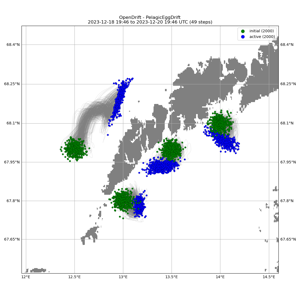 OpenDrift - PelagicEggDrift
2023-12-18 19:46 to 2023-12-20 19:46 UTC (49 steps)
initial (2000)
active (2000)
68.4°N
68.25°N
68.1°N
67.95°N
67.8°N
67.65°N
68.4°N
68.25°N
68.1°N
67.95°N
67.8°N
67.65°N
12°E
12.5°E
13°E
13.5°E
14°E
14.5°E